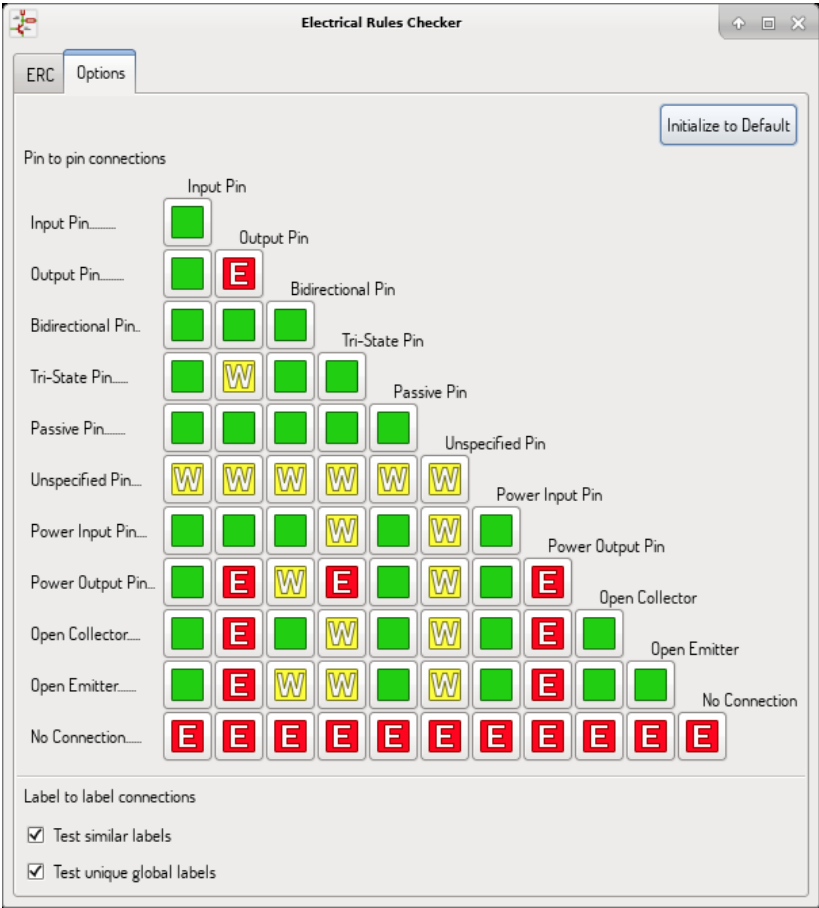 Electrical Rules Checker
ERC Options
Initialize to Default
Pin to pin connections
Input Pin
Input Pin..........
Output Pin
Output Pin.........
E
Bidirectional Pin
Bidirectional Pin..
Tri-State Pin
Tri-State Pin......
W
Passive Pin
Passive Pin........
Unspecified Pin
Unspecified Pin....
W W W W W W
Power Input Pin
Power Input Pin....
W W
Power Output Pin
Power Output Pin...
E W E W E
Open Collector
Open Collector.....
E W W E
Open Emitter
Open Emitter.......
E W W W E
No Connection
No Connection......
E E E E E E E E E E E
Label to label connections
Test similar labels
Test unique global labels